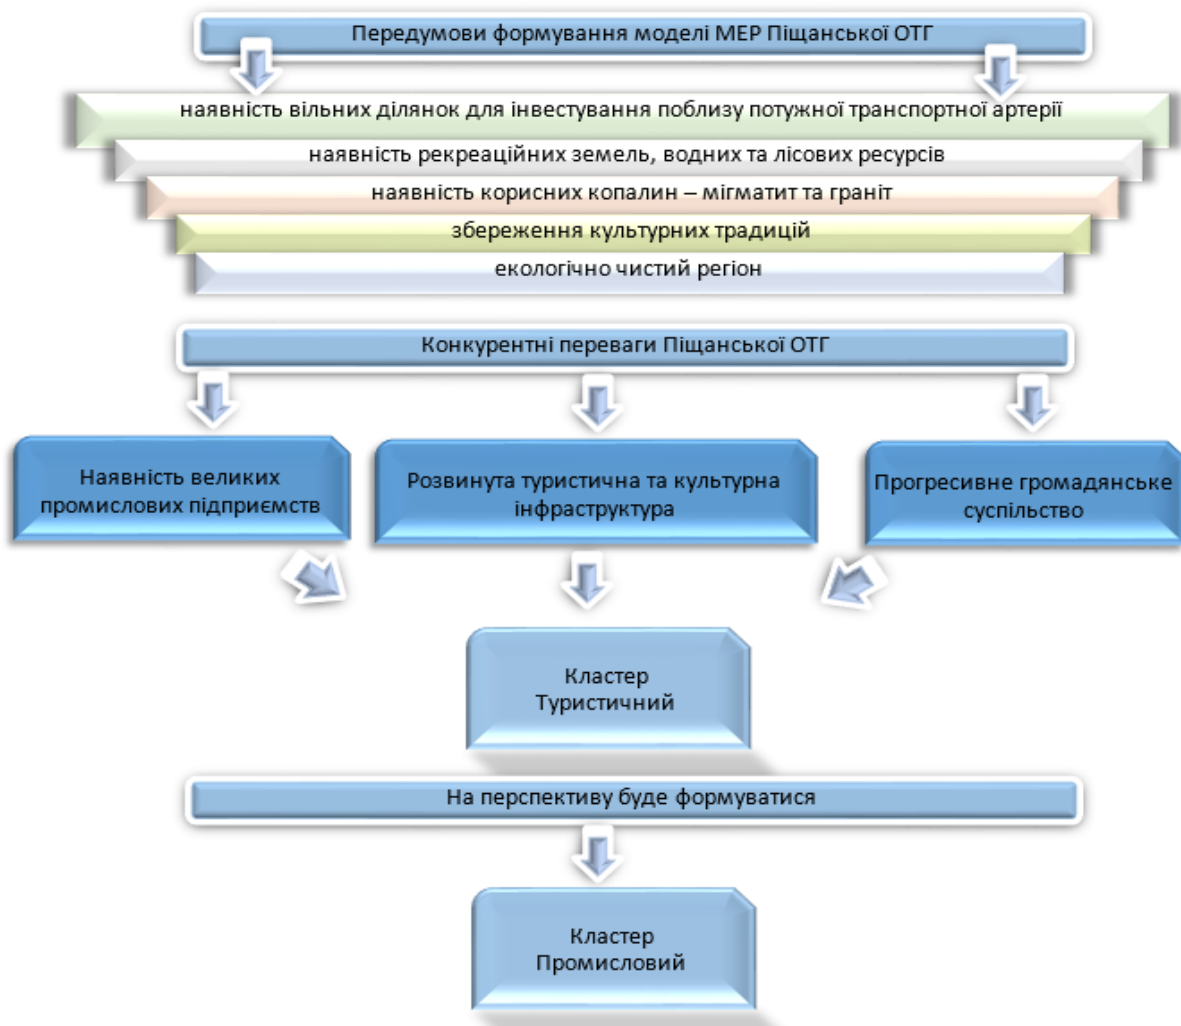 Передумови формування моделі МЕР Піщанської ОТГ
наявність вільних ділянок для інвестування поблизу потужної транспортної артерії
наявність рекреаційних земель, водних та лісових ресурсів
наявність корисних копалин – мігматит та граніт
збереження культурних традицій
екологічно чистий регіон
Конкурентні переваги Піщанської ОТГ
Наявність великих
промислових підприємств
Розвинута туристична та культурна
інфраструктура
Прогресивне громадянське
суспільство
Кластер
Туристичний
На перспективу буде формуватися
Кластер
Промисловий